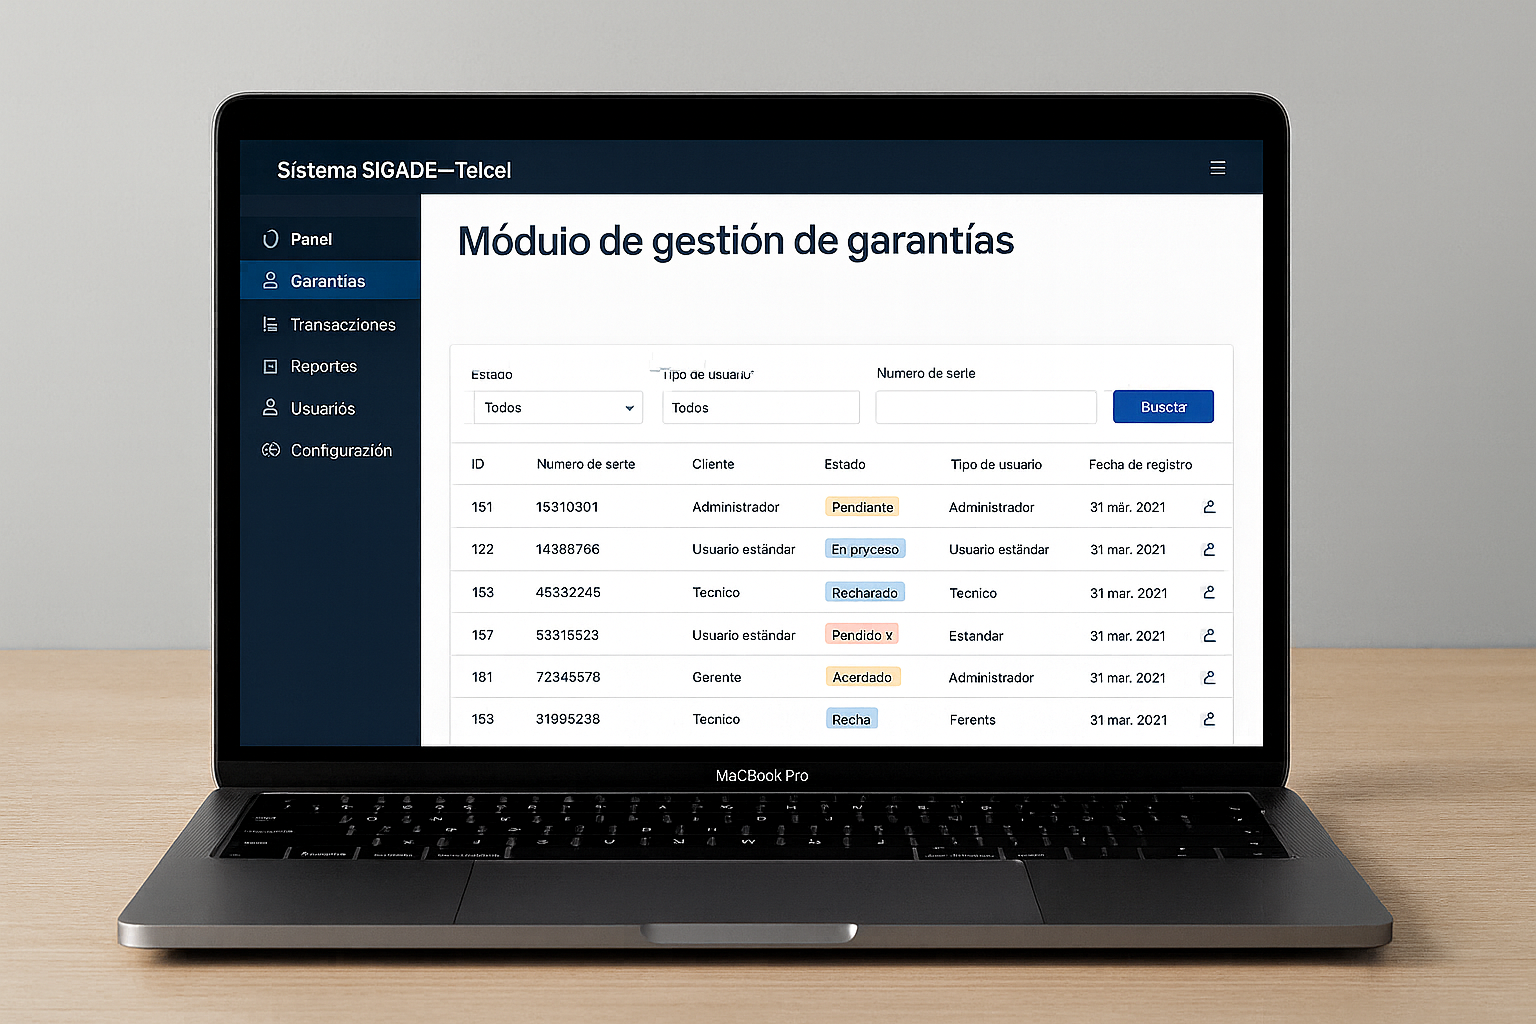 Sístema SIGADE—Telcel
Panel
Garantías
Transacziones
Reportes
Usuariós
Configurazión
Móduio de gestión de garantías
Estado
Tipo de usuario
Numero de serte
Todos
Todos
Busctar
ID Numero de serte Cliente Estado Tipo de usuario Fecha de registro
151 15310301 Administrador Pendiante Administrador 31 mär. 2021
122 14388766 Usuario eständar En pryceso Usuario eständar 31 mar. 2021
153 45332245 Tecnico Recharado Tecnico 31 mar. 2021
157 53315523 Usuario eständar Pendido x Estandar 31 mar. 2021
181 72345578 Gerente Acerdado Administrador 31 mar. 2021
153 31995238 Tecnico Recha Ferents 31 mar. 2021
MaCBook Pro